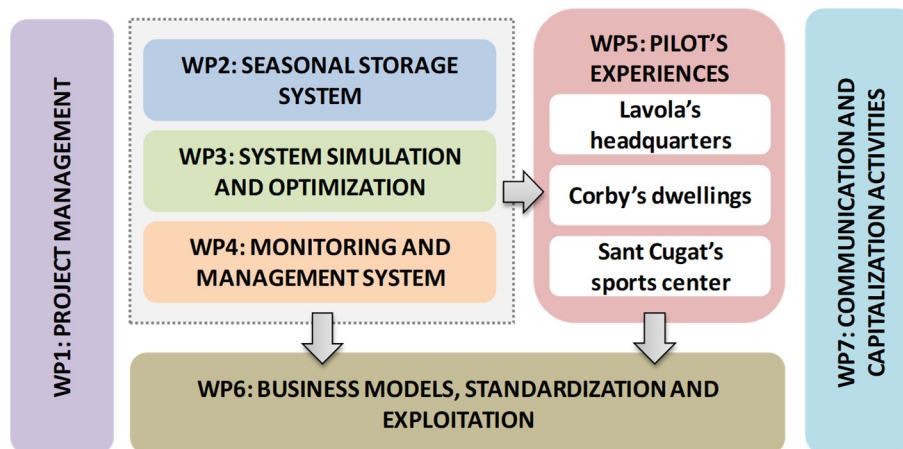 WP1: PROJECT MANAGEMENT
WP2: SEASONAL STORAGE
SYSTEM
WP3: SYSTEM SIMULATION
AND OPTIMIZATION
WP4: MONITORING AND
MANAGEMENT SYSTEM
WP5: PILOT'S
EXPERIENCES
Lavola's
headquarters
Corby's dwellings
Sant Cugat's
sports center
WP6: BUSINESS MODELS, STANDARDIZATION AND
EXPLOITATION
WP7: COMMUNICATION AND
CAPITALIZATION ACTIVITIES